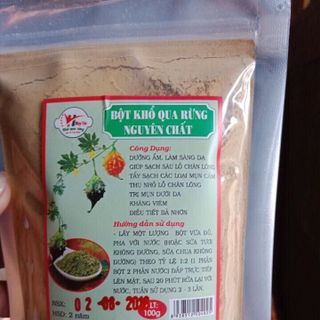 BỘT KHỔ QUA RỪNG
NGUYÊN CHẤT
Công Dụng:
DƯỠNG ẨM, LÀM SÁNG DA
GIÚP SẠCH SÂU LỖ CHÂN LÔNG
TẨY SẠCH CÁC LOẠI MỤN CÁM
THU NHỎ LỖ CHÂN LÔNG
TRỊ MỤN DƯỚI DA
KHÁNG VIÊM
ĐIỀU TIẾT BÃ NHỜN
Hướng dẫn sử dụng
- LẤY MỘT LƯỢNG BỘT VỪA ĐỦ,
PHA VỚI NƯỚC (HOẶC SỮA TƯƠI
KHÔNG ĐƯỜNG, SỮA CHUA KHÔNG
ĐƯỜNG) THEO TỶ LỆ 1:2 (1 PHẦN
BỘT 2 PHẦN NƯỚC) ĐẮP TRỰC TIẾP
LÊN MẶT, SAU 20 PHÚT RỬA LẠI VỚI
NƯỚC, TUẦN SỬ DỤNG 2 - 3 LẦN.
NSX: 02
HSD: 2 năm
TLT:
100g